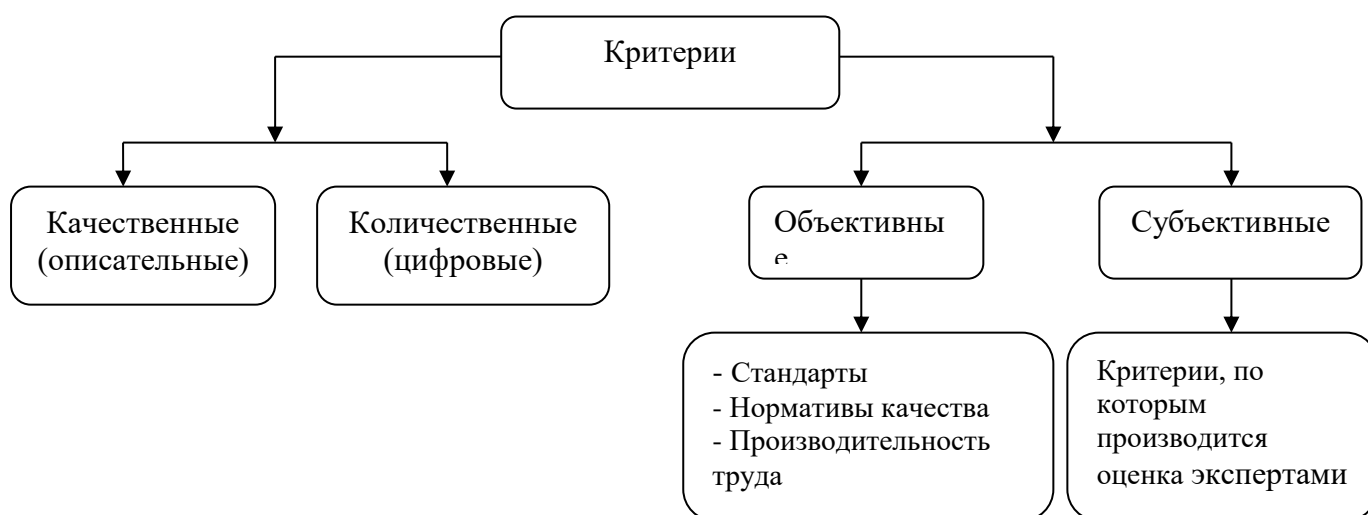 Критерии
Качественные
(описательные)
Количественные
(цифровые)
Объективны
е
Субъективные
- Стандарты
- Нормативы качества
- Производительность
труда
Критерии, по
которым
производится
оценка экспертами